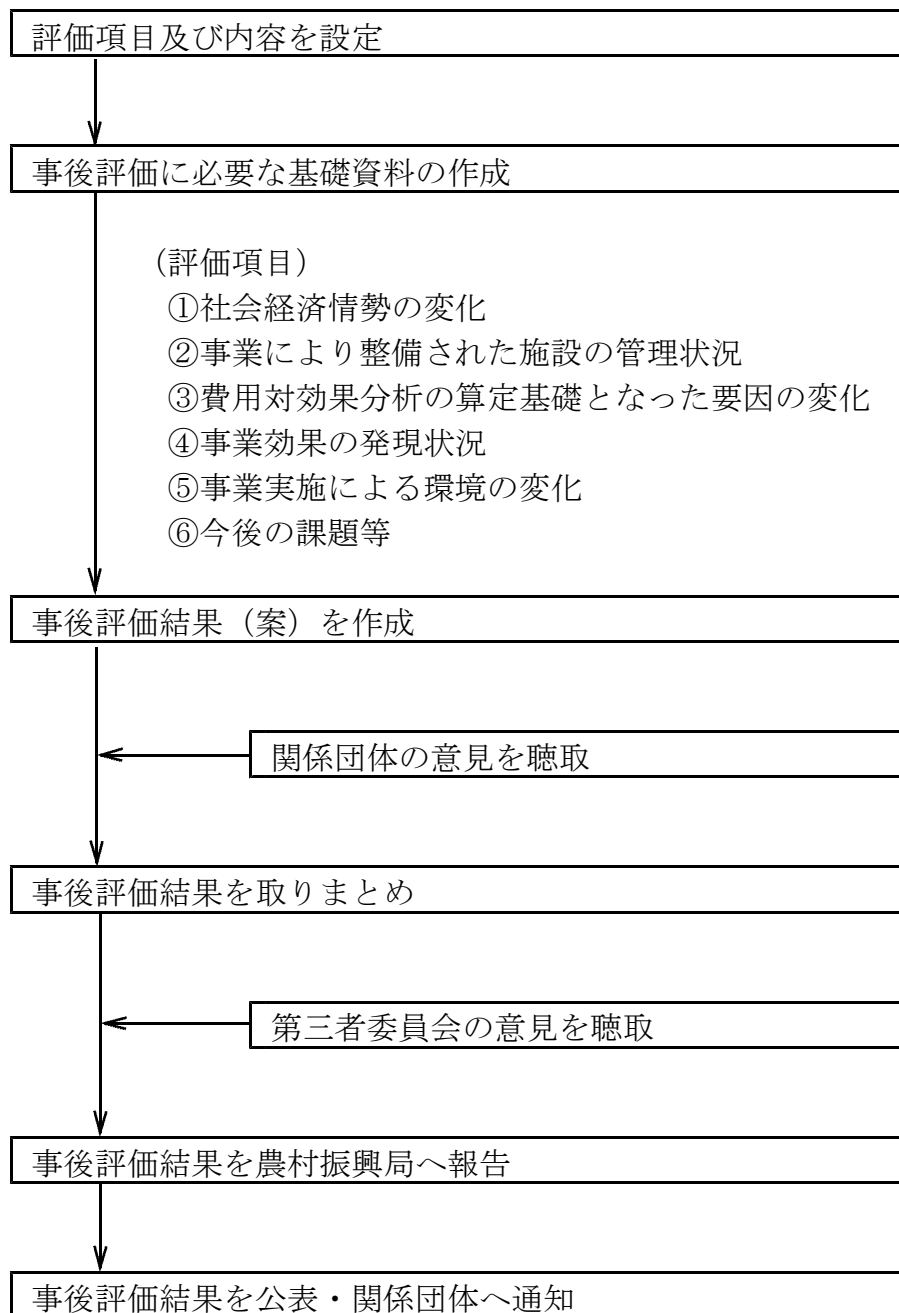 評価項目及び内容を設定
事後評価に必要な基礎資料の作成
（評価項目）
①社会経済情勢の変化
②事業により整備された施設の管理状況
③費用対効果分析の算定基礎となった要因の変化
④事業効果の発現状況
⑤事業実施による環境の変化
⑥今後の課題等
事後評価結果（案）を作成
関係団体の意見を聴取
事後評価結果を取りまとめ
第三者委員会の意見を聴取
事後評価結果を農村振興局へ報告
事後評価結果を公表・関係団体へ通知